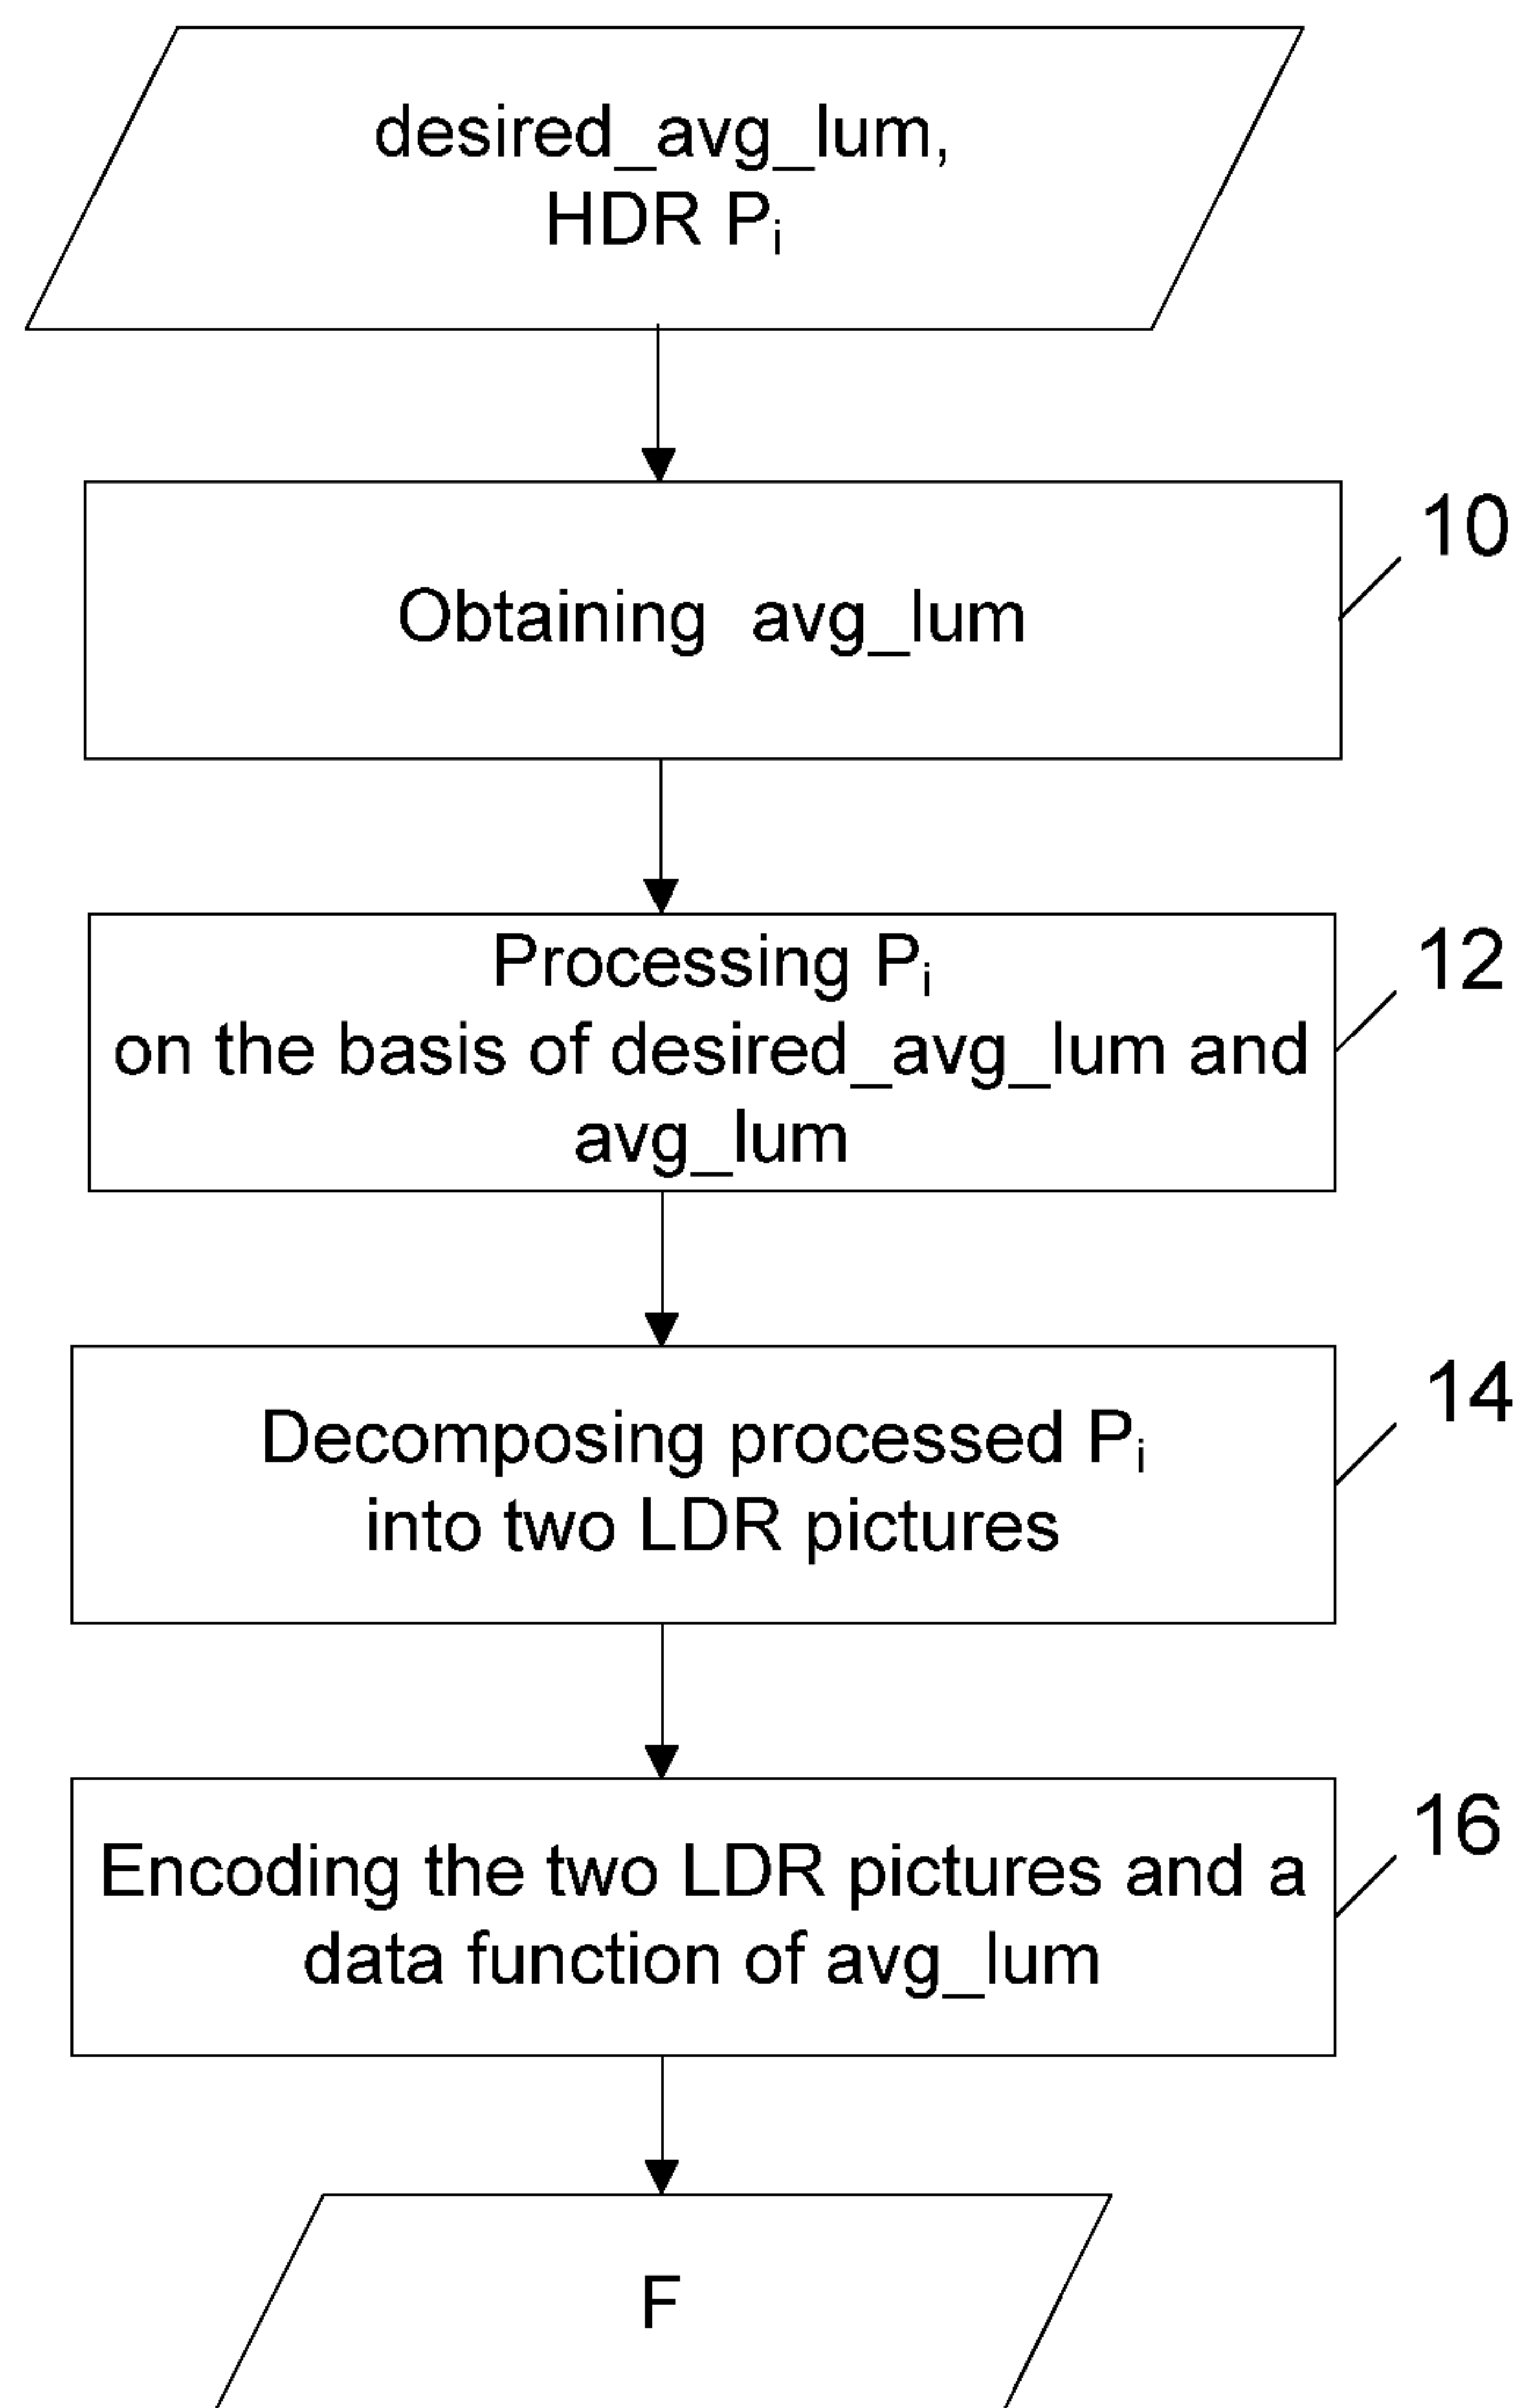 desired_avg_lum,
HDR Pi
Obtaining avg_lum
10
Processing Pi
on the basis of desired_avg_lum and
avg_lum
12
Decomposing processed Pi
into two LDR pictures
14
Encoding the two LDR pictures and a
data function of avg_lum
16
F